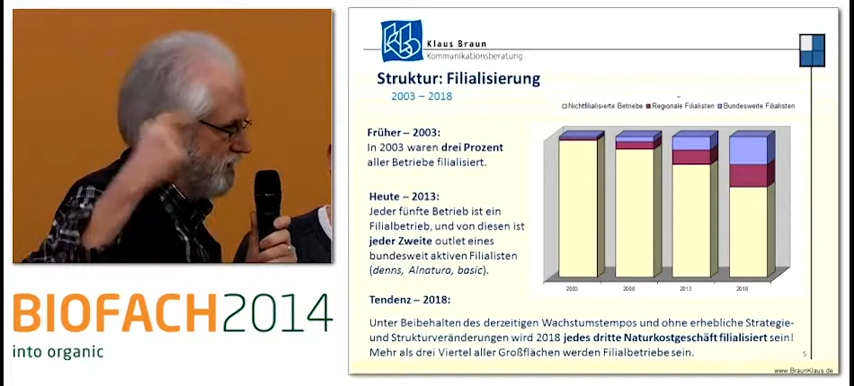 BIOFACH2014
into organic
Klaus Braun
Kommunikationsberatung
Struktur: Filialisierung
2003 – 2018
Nichtfilialisierte Betriebe Regionale Filialisten Bundesweite Filialisten
Früher – 2003:
In 2003 waren drei Prozent
aller Betriebe filialisiert.
Heute – 2013:
Jeder fünfte Betrieb ist ein
Filialbetrieb, und von diesen ist
jeder Zweite outlet eines
bundesweit aktiven Filialisten
(denns, Alnatura, basic).
2003 2008 2013 2018
Tendenz – 2018:
Unter Beibehalten des derzeitigen Wachstumstempos und ohne erhebliche Strategie-
und Strukturveränderungen wird 2018 jedes dritte Naturkostgeschäft filialisiert sein!
Mehr als drei Viertel aller Großflächen werden Filialbetriebe sein.
5
www.BraunKlaus.de